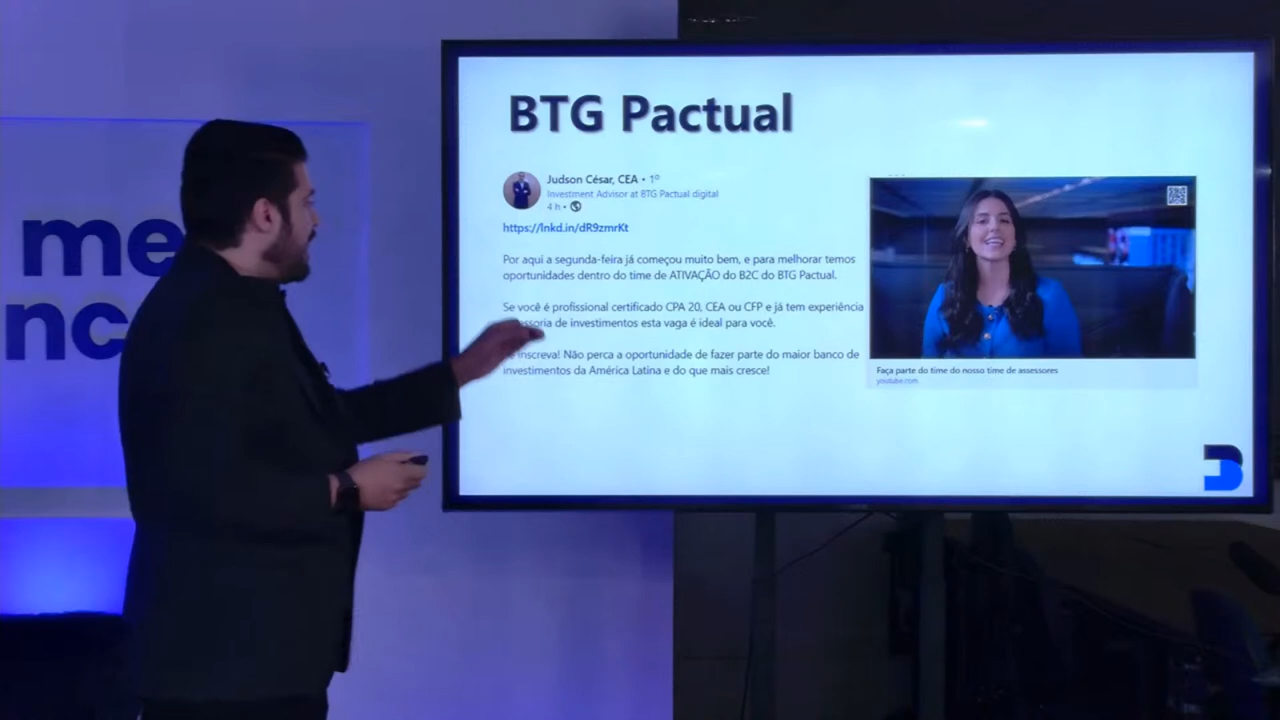 me
nc
BTG Pactual
Judson César, CEA • 1º
Investment Advisor at BTG Pactual digital
4 h •
https://lnkd.in/dR9zmrKt
Por aqui a segunda-feira já começou muito bem, e para melhorar temos
oportunidades dentro do time de ATIVAÇÃO do B2C do BTG Pactual.
Se você é profissional certificado CPA 20, CEA ou CFP e já tem experiência
de investimentos esta vaga é ideal para você.
inscreva! Não perca a oportunidade de fazer parte do maior banco de
investimentos da América Latina e do que mais cresce!
Faça parte do time do nosso time de assessores
youtube.com